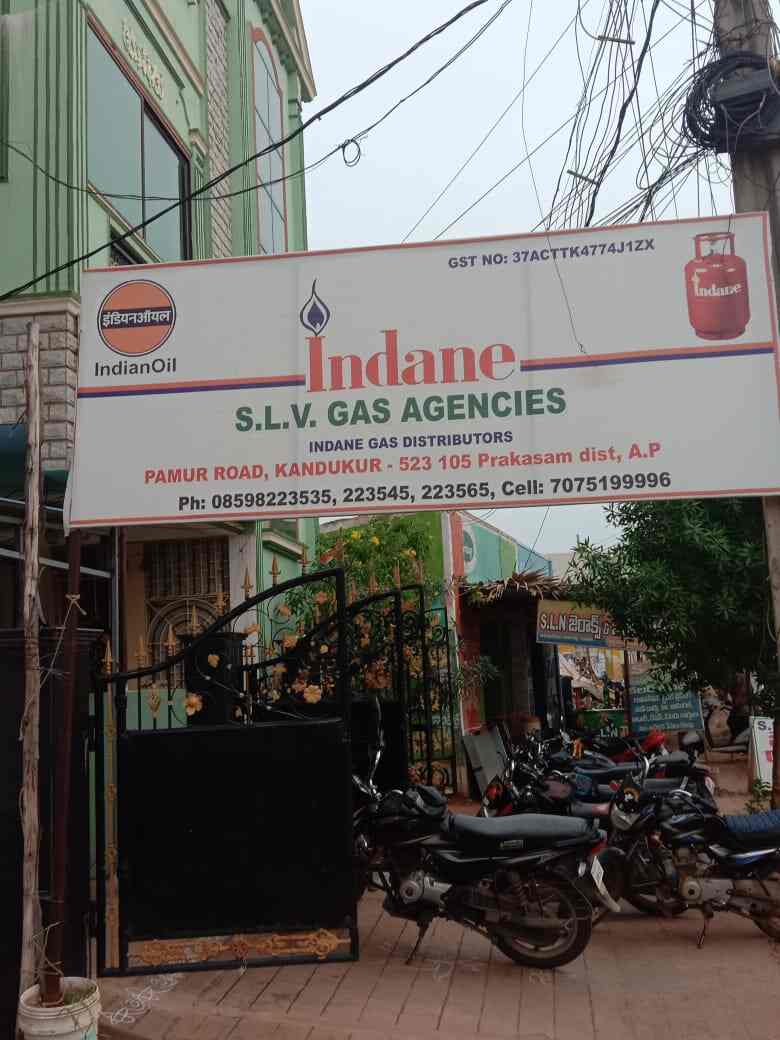 GST NO: 37ACTTK4774J1ZX
इंडियनऑयल
IndianOil
Indane
Indane
S.L.V. GAS AGENCIES
INDANE GAS DISTRIBUTORS
PAMUR ROAD, KANDUKUR - 523 105 Prakasam dist, A.P
Ph: 08598223535, 223545, 223565, Cell: 7075199996
S.L.N జెరాక్స్